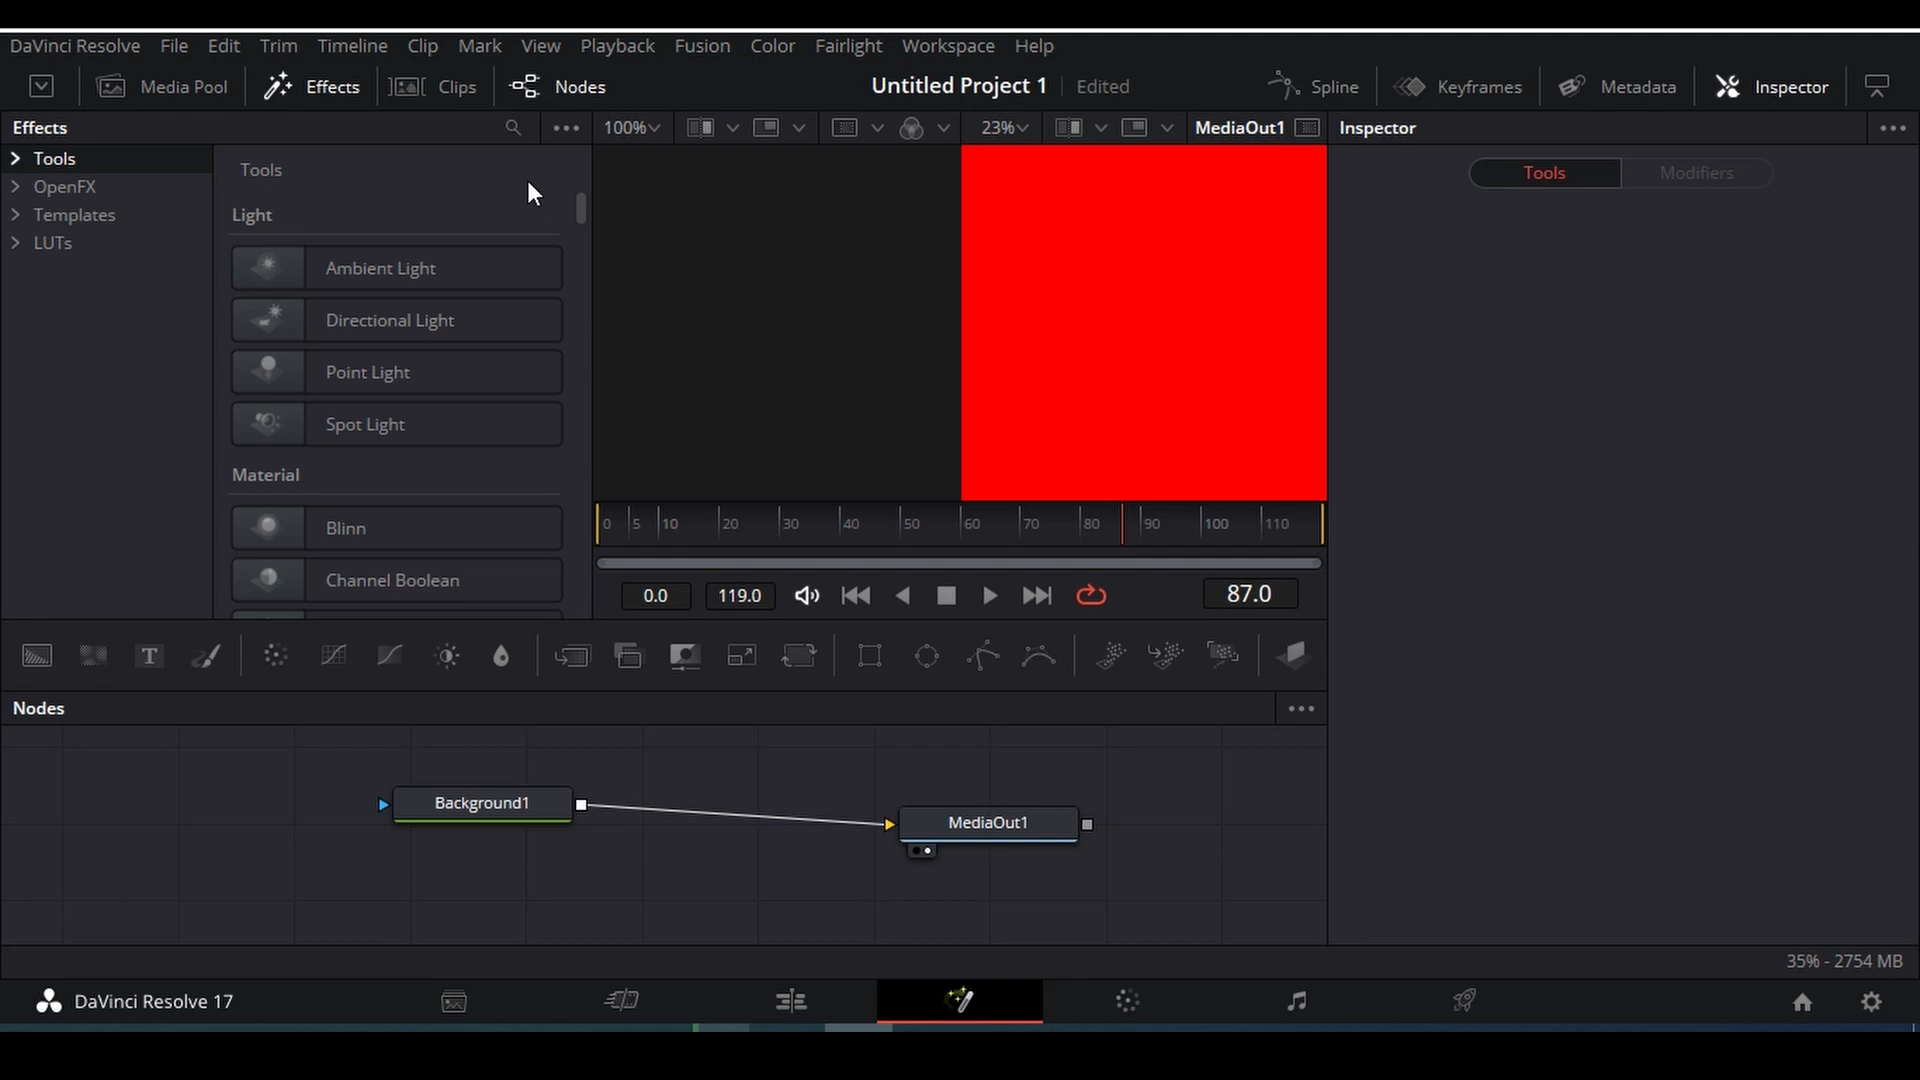 DaVinci Resolve File Edit Trim Timeline Clip Mark View Playback Fusion Color Fairlight Workspace Help
Media Pool Effects Clips Nodes Untitled Project 1 Edited Spline Keyframes Metadata Inspector
Effects 100% 23% MediaOut1 Inspector
Tools
OpenFX
Templates
LUTs
Tools
Light
Ambient Light
Directional Light
Point Light
Spot Light
Material
Blinn
Channel Boolean
Tools Modifiers
0 5 10 20 30 40 50 60 70 80 90 100 110
0.0 119.0 87.0
T
Nodes
Background1
MediaOut1
35% - 2754 MB
DaVinci Resolve 17